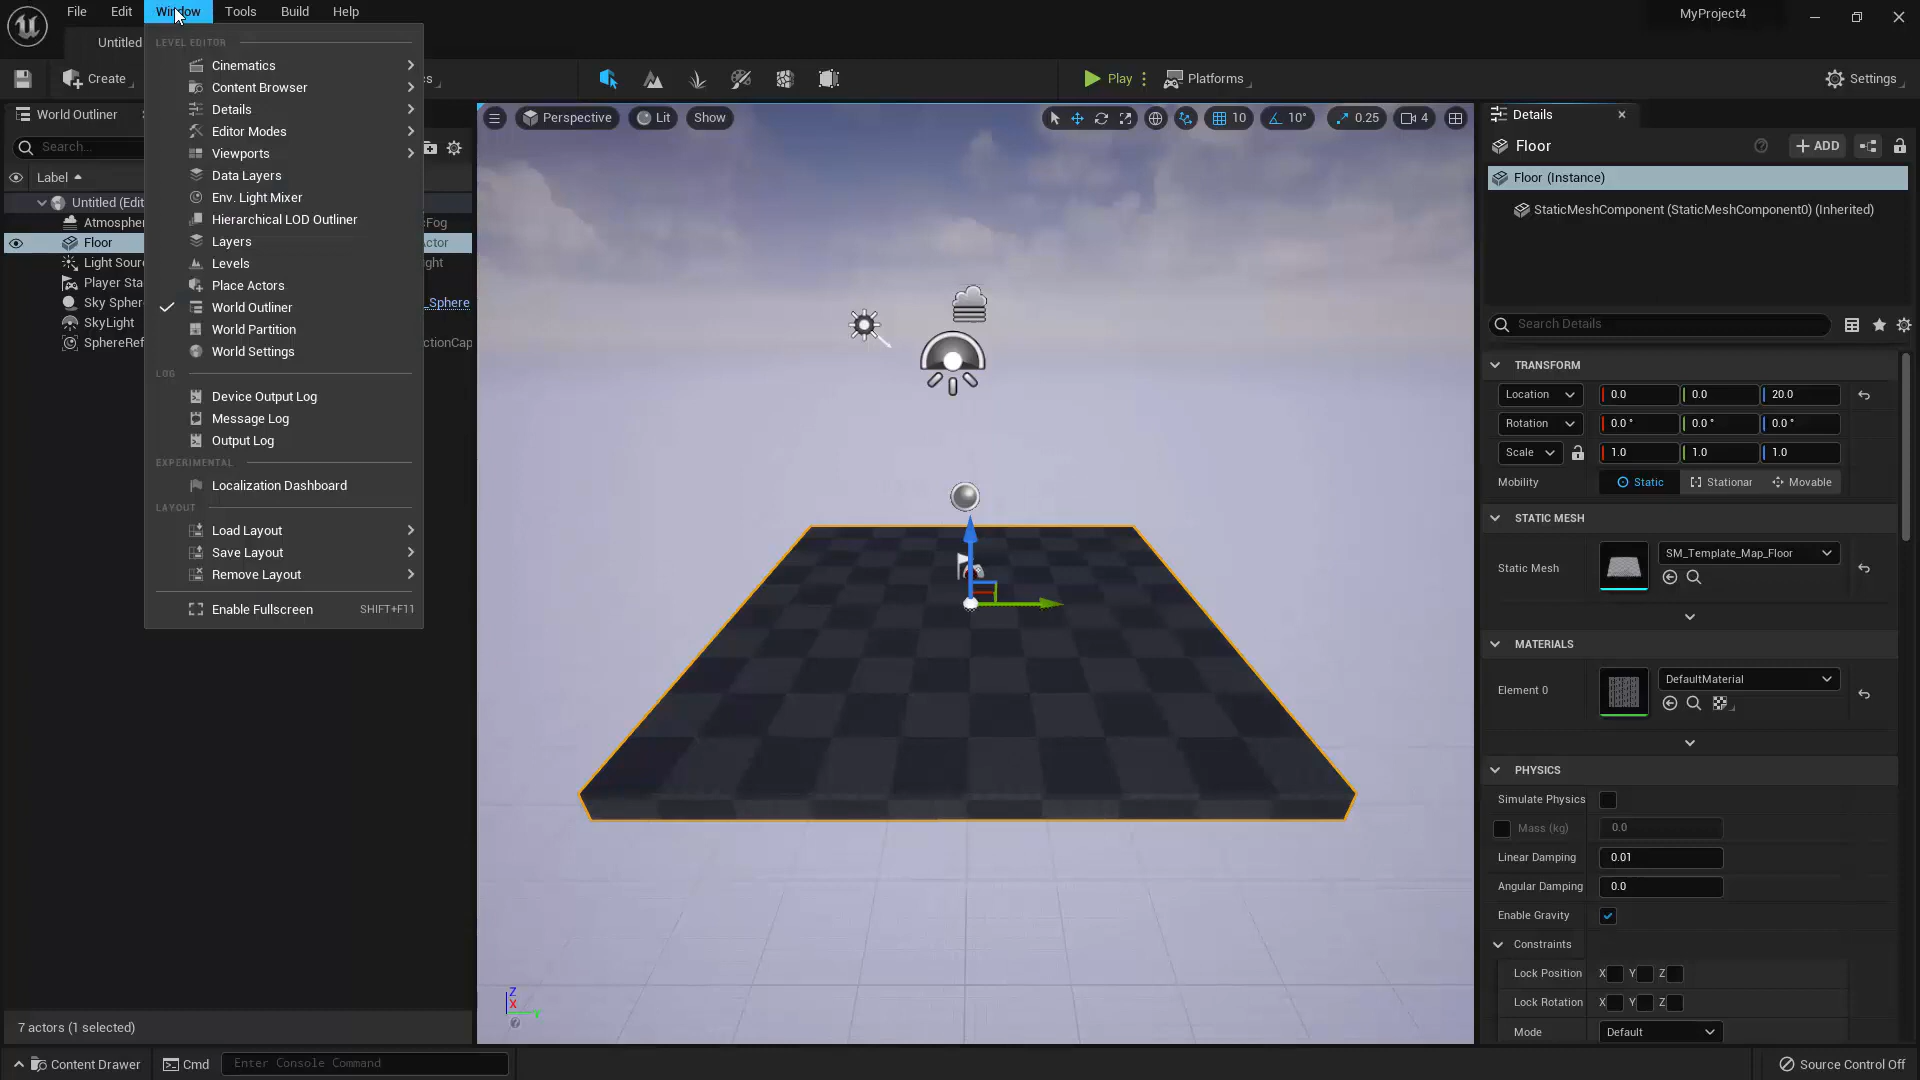 File Edit Window Tools Build Help
MyProject4
Untitled
LEVEL EDITOR
Cinematics
Content Browser
Details
Editor Modes
Viewports
Data Layers
Env. Light Mixer
Hierarchical LOD Outliner
Layers
Levels
Place Actors
World Outliner
World Partition
World Settings
LOG
Device Output Log
Message Log
Output Log
EXPERIMENTAL
Localization Dashboard
LAYOUT
Load Layout
Save Layout
Remove Layout
Enable Fullscreen SHIFT+F11
Create
Play
Platforms
Settings
World Outliner
Search...
Label
Untitled (Edit
Atmospher
Fog
Floor
Actor
Light Sour
ight
Player Sta
Sky Sphere
_Sphere
SkyLight
SphereRef
ctionCap
7 actors (1 selected)
Perspective Lit Show
10 10° 0.25 4
Z
X
Y
Details
Floor
ADD
Floor (Instance)
StaticMeshComponent (StaticMeshComponent0) (Inherited)
Search Details
TRANSFORM
Location 0.0 0.0 20.0
Rotation 0.0 ° 0.0 ° 0.0 °
Scale 1.0 1.0 1.0
Mobility Static Stationar Movable
STATIC MESH
Static Mesh SM_Template_Map_Floor
MATERIALS
Element 0 DefaultMaterial
PHYSICS
Simulate Physics
Mass (kg) 0.0
Linear Damping 0.01
Angular Damping 0.0
Enable Gravity
Constraints
Lock Position X Y Z
Lock Rotation X Y Z
Mode Default
Content Drawer Cmd Enter Console Command
Source Control Off